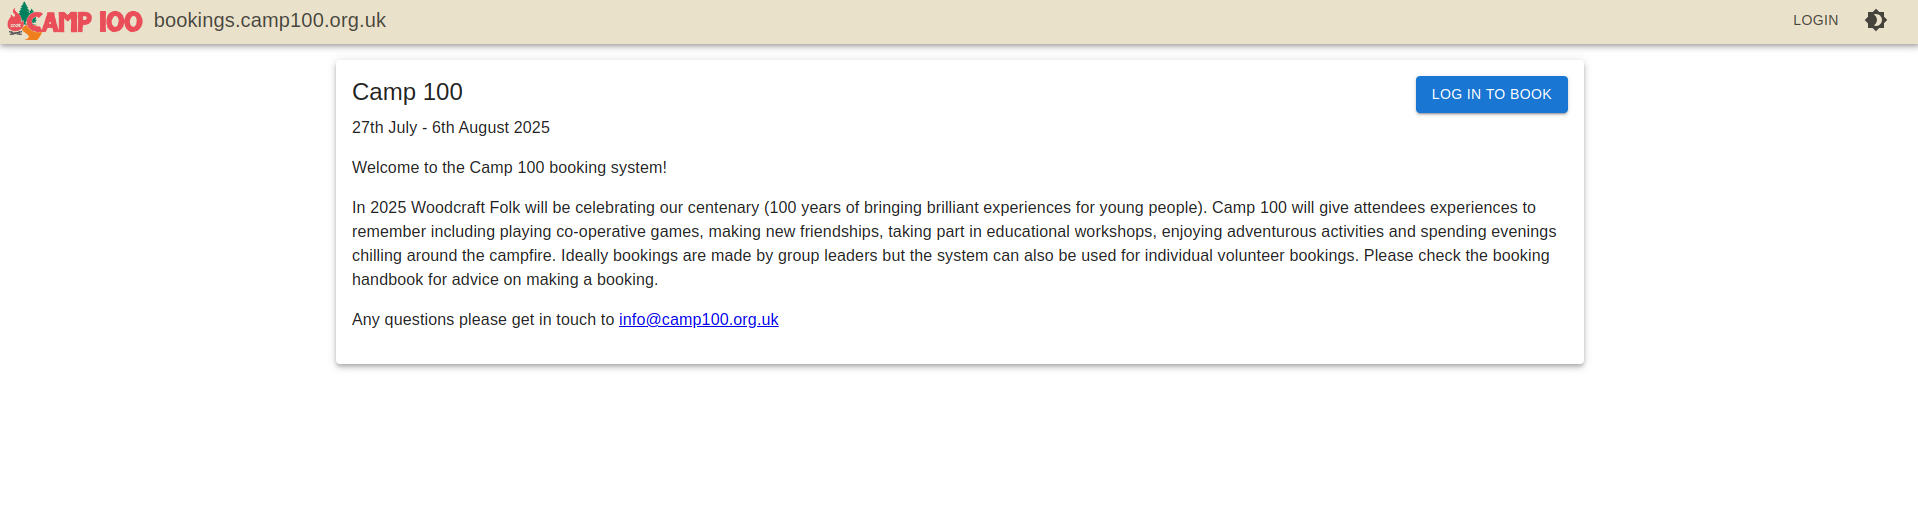 CAMP 100 bookings.camp100.org.uk LOGIN
Camp 100 LOG IN TO BOOK
27th July - 6th August 2025
Welcome to the Camp 100 booking system!
In 2025 Woodcraft Folk will be celebrating our centenary (100 years of bringing brilliant experiences for young people). Camp 100 will give attendees experiences to
remember including playing co-operative games, making new friendships, taking part in educational workshops, enjoying adventurous activities and spending evenings
chilling around the campfire. Ideally bookings are made by group leaders but the system can also be used for individual volunteer bookings. Please check the booking
handbook for advice on making a booking.
Any questions please get in touch to info@camp100.org.uk